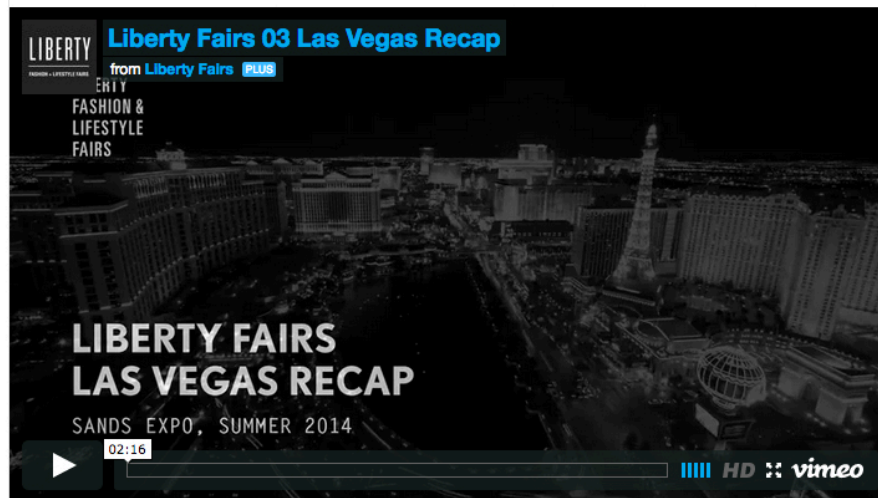 LIBERTY
FASHION + LIFESTYLE FAIRS
Liberty Fairs 03 Las Vegas Recap
from Liberty Fairs PLUS
ERTY
FASHION &
LIFESTYLE
FAIRS
LIBERTY FAIRS
LAS VEGAS RECAP
SANDS EXPO, SUMMER 2014
02:16
HD vimeo